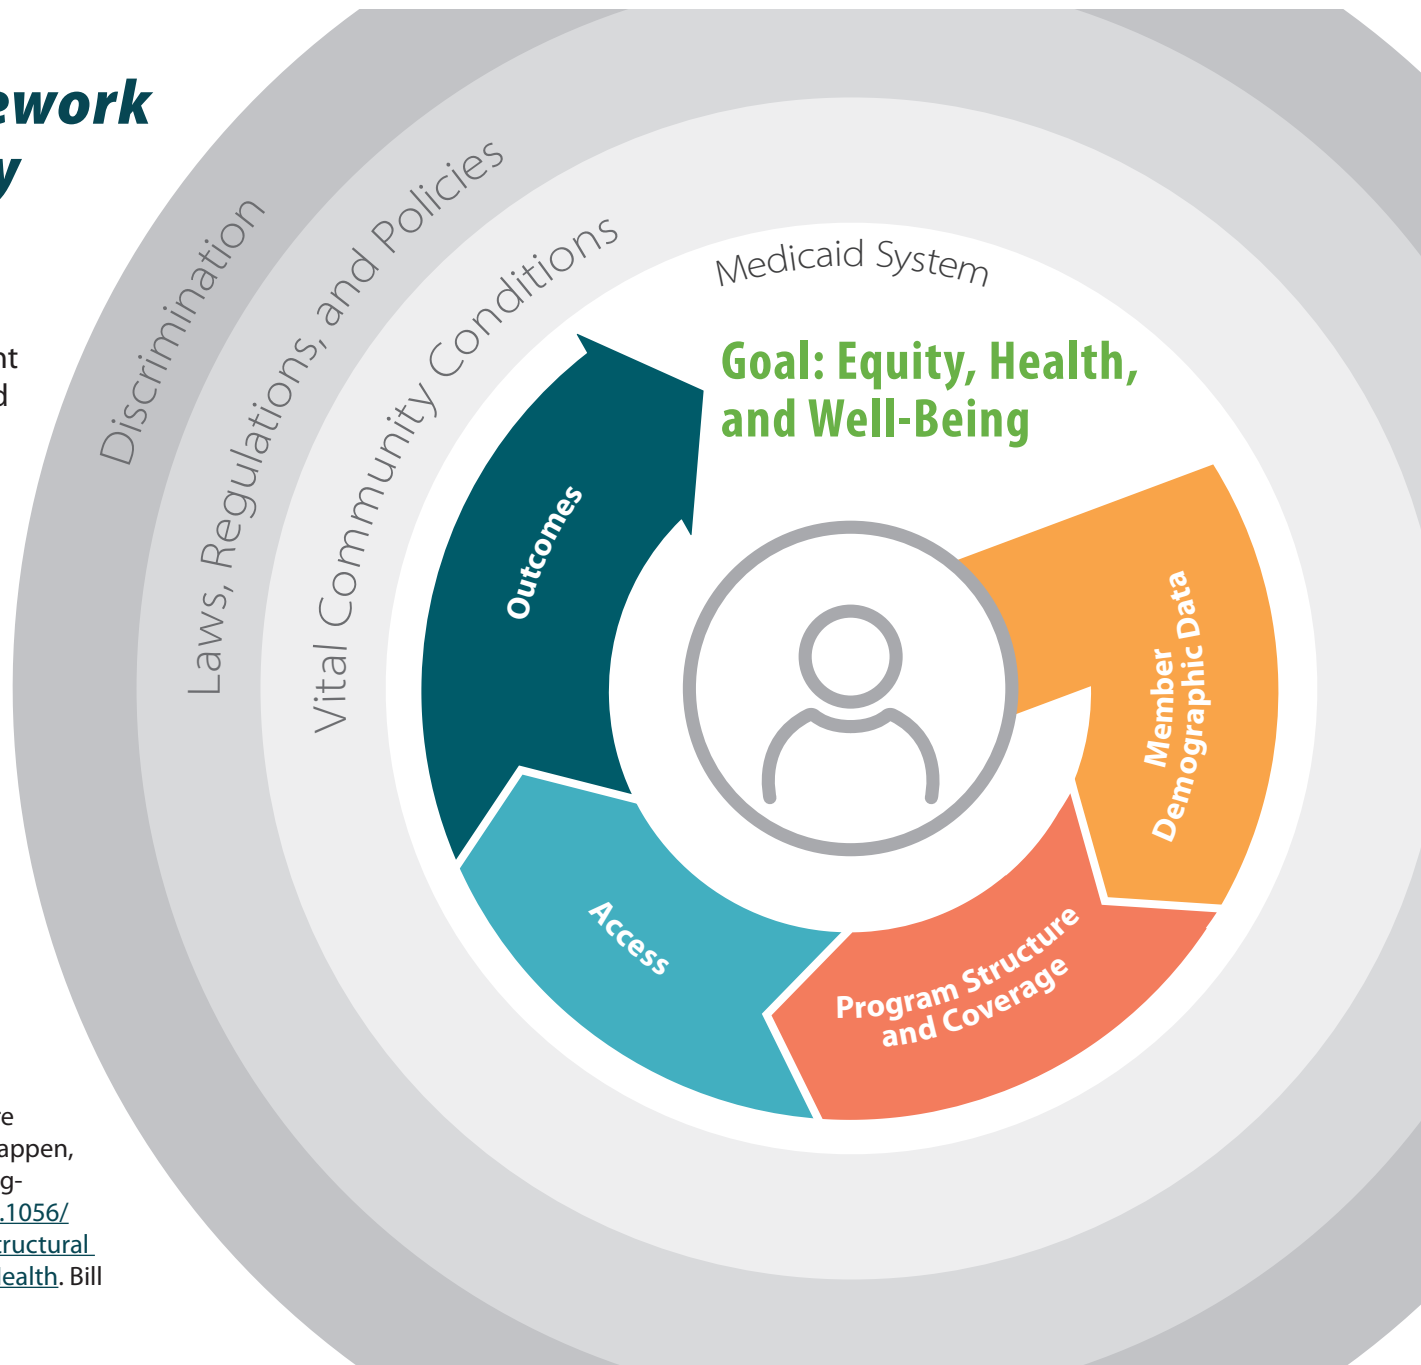 ework
y
nt
d
Discrimination
Laws, Regulations, and Policies
Vital Community Conditions
Medicaid System
Goal: Equity, Health,
and Well-Being
Outcomes
Member
Demographic Data
Program Structure
and Coverage
Access
re
appen,
g-
.1056/
tructural
Health. Bill